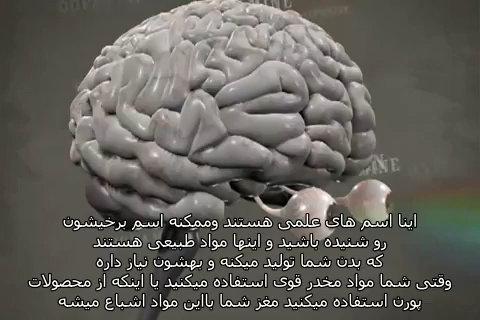 اینا اسم های علمی هستند وممکنه اسم برخیشون
رو شنیده باشید و اینها مواد طبیعی هستند
که بدن شما تولید میکنه و بهشون نیاز داره
وقتی شما مواد مخدر قوی استفاده میکنید یا اینکه از محصولات
پورن استفاده میکنید مغز شما بااین مواد اشباع میشه